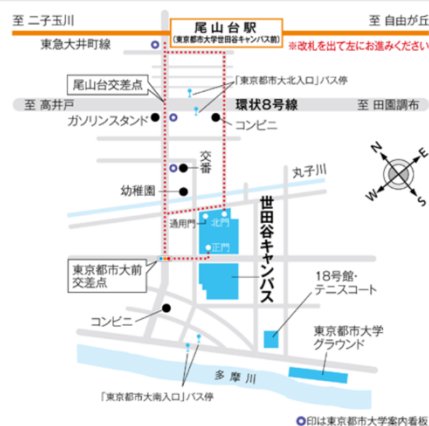 至 二子玉川
尾山台駅
(東京都市大学世田谷キャンパス前)
至 自由が丘
東急大井町線
※改札を出て左にお進みください
尾山台交差点
「東京都市大北入口」バス停
至 高井戸
環状8号線
至 田園調布
ガソリンスタンド
コンビニ
交番
幼稚園
丸子川
N
E
W
S
通用門
北門
正門
世田谷キャンパス
東京都市大前
交差点
18号館・
テニスコート
コンビニ
東京都市大学
グラウンド
多摩川
「東京都市大南入口」バス停
印は東京都市大学案内看板